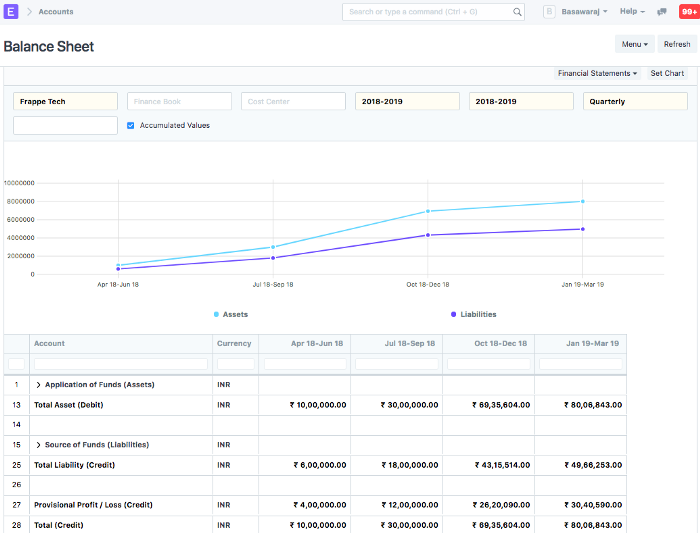 E > Accounts Search or type a command (Ctrl + G) B Basawaraj Help 99+
Balance Sheet Menu Refresh
Financial Statements Set Chart
Frappe Tech Finance Book Cost Center 2018-2019 2018-2019 Quarterly
Accumulated Values
10000000
8000000
6000000
4000000
2000000
0
Apr 18-Jun 18 Jul 18-Sep 18 Oct 18-Dec 18 Jan 19-Mar 19
Assets Liabilities
Account Currency Apr 18-Jun 18 Jul 18-Sep 18 Oct 18-Dec 18 Jan 19-Mar 19
1 > Application of Funds (Assets) INR
13 Total Asset (Debit) INR ₹ 10,00,000.00 ₹ 30,00,000.00 ₹ 69,35,604.00 ₹ 80,06,843.00
14
15 > Source of Funds (Liabilities) INR
25 Total Liability (Credit) INR ₹ 6,00,000.00 ₹ 18,00,000.00 ₹ 43,15,514.00 ₹ 49,66,253.00
26
27 Provisional Profit / Loss (Credit) INR ₹ 4,00,000.00 ₹ 12,00,000.00 ₹ 26,20,090.00 ₹ 30,40,590.00
28 Total (Credit) INR ₹ 10,00,000.00 ₹ 30,00,000.00 ₹ 69,35,604.00 ₹ 80,06,843.00